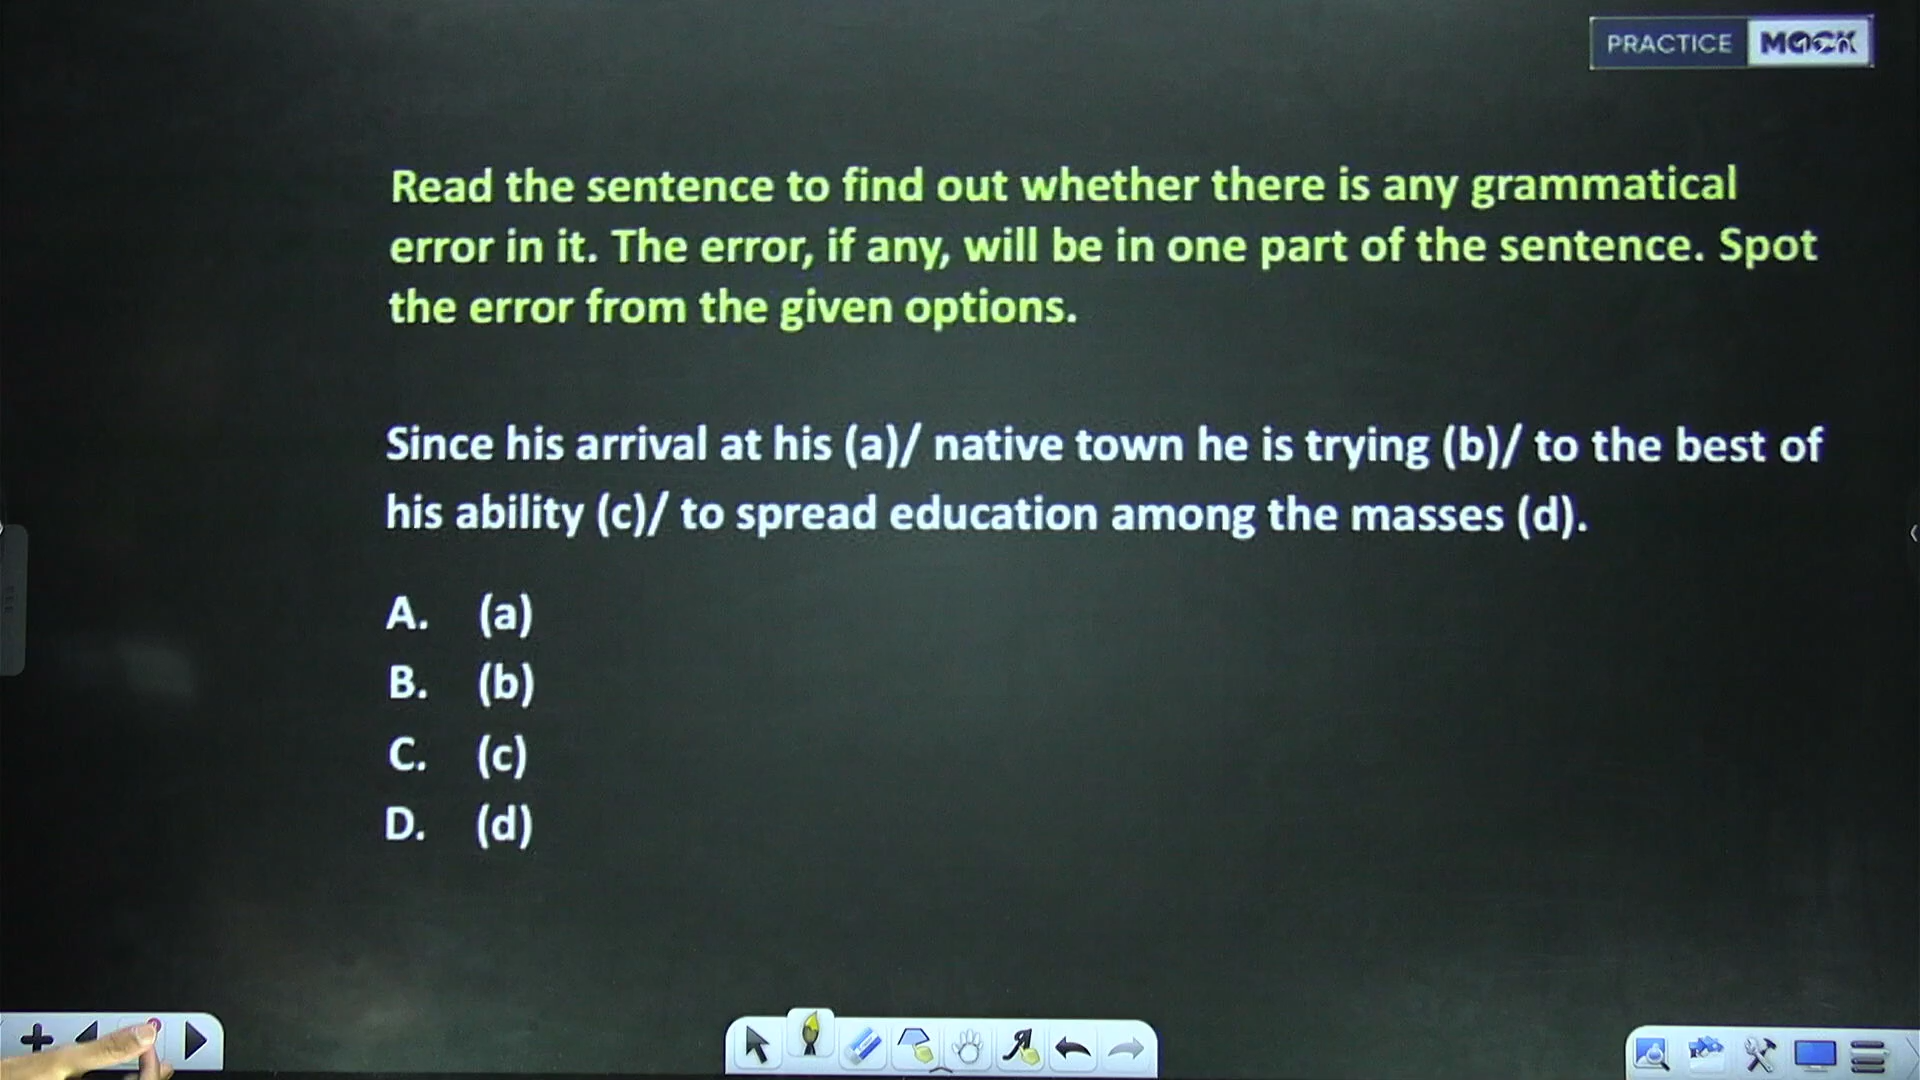 PRACTICE MOCK
Read the sentence to find out whether there is any grammatical
error in it. The error, if any, will be in one part of the sentence. Spot
the error from the given options.
Since his arrival at his (a)/ native town he is trying (b)/ to the best of
his ability (c)/ to spread education among the masses (d).
A. (a)
B. (b)
C. (c)
D. (d)